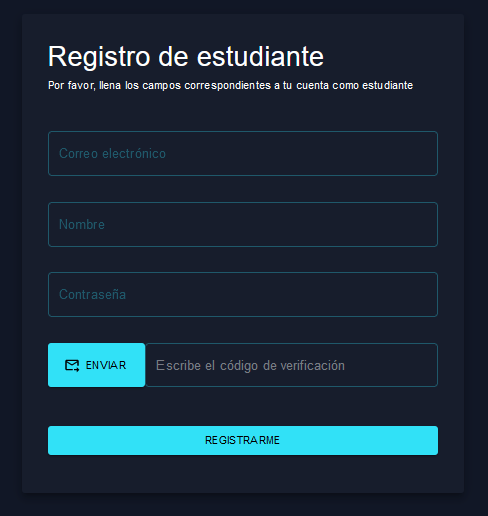 Registro de estudiante
Por favor, llena los campos correspondientes a tu cuenta como estudiante
Correo electrónico
Nombre
Contraseña
ENVIAR
Escribe el código de verificación
REGISTRARME